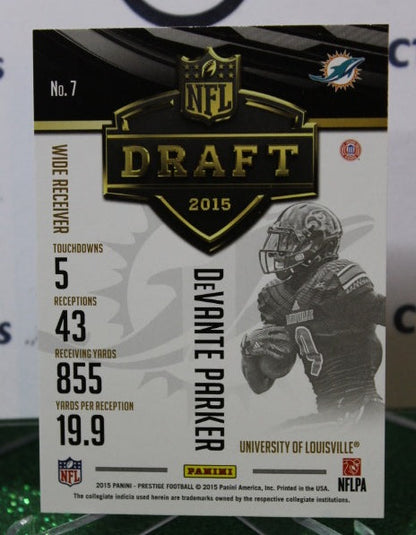 No. 7
NFL
DRAFT
2015
WIDE RECEIVER
TOUCHDOWNS
5
RECEPTIONS
43
RECEIVING YARDS
855
YARDS PER RECEPTION
19.9
DeVANTE PARKER
LOUISVILLE
9
UNIVERSITY OF LOUISVILLE®
NFL
PANINI
NFLPA
2015 PANINI - PRESTIGE FOOTBALL © 2015 Panini America, Inc. Printed in the USA.
The collegiate indicia used herein are trademarks owned by the respective collegiate institutions.